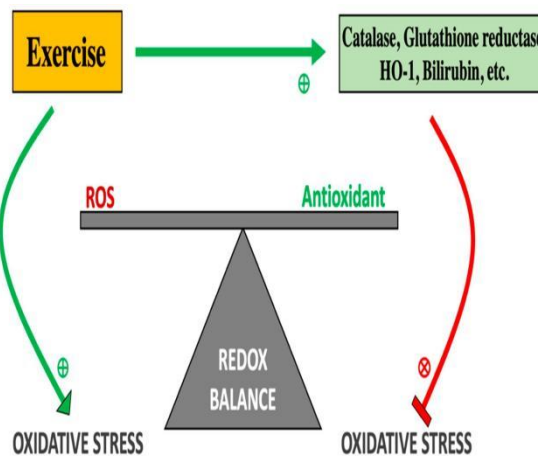 Exercise
Catalase, Glutathione reductase
HO-1, Bilirubin, etc.
ROS
Antioxidant
REDOX
BALANCE
OXIDATIVE STRESS
OXIDATIVE STRESS